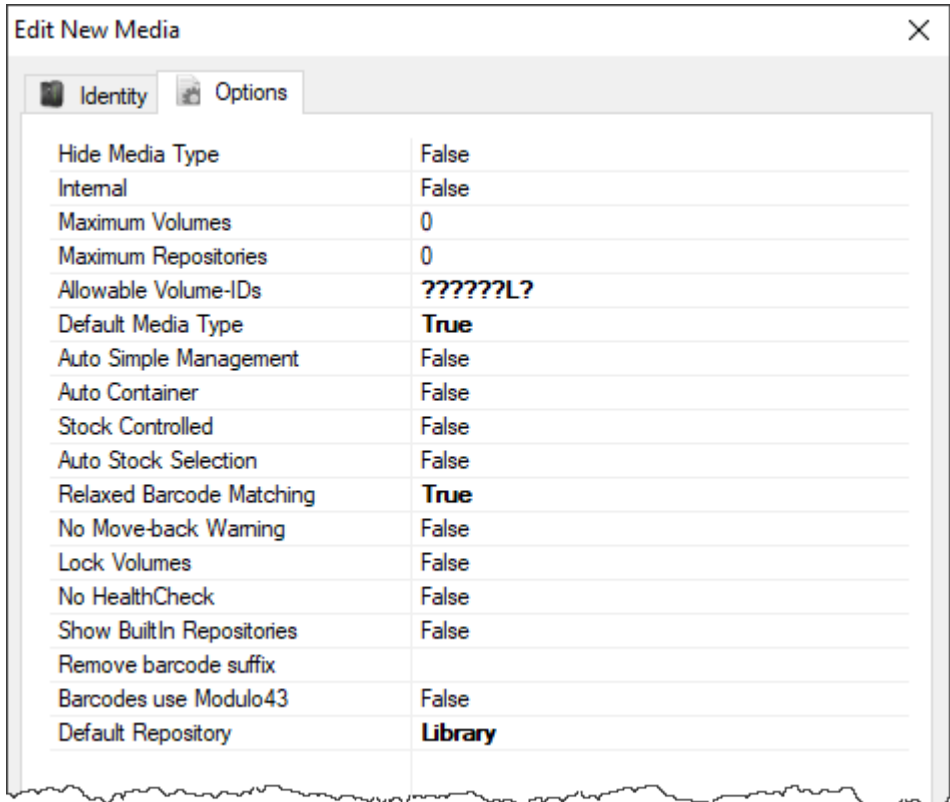 Edit New Media
Identity Options
Hide Media Type False
Internal False
Maximum Volumes 0
Maximum Repositories 0
Allowable Volume-IDs ??????L?
Default Media Type True
Auto Simple Management False
Auto Container False
Stock Controlled False
Auto Stock Selection False
Relaxed Barcode Matching True
No Move-back Warning False
Lock Volumes False
No HealthCheck False
Show BuiltIn Repositories False
Remove barcode suffix
Barcodes use Modulo43 False
Default Repository Library